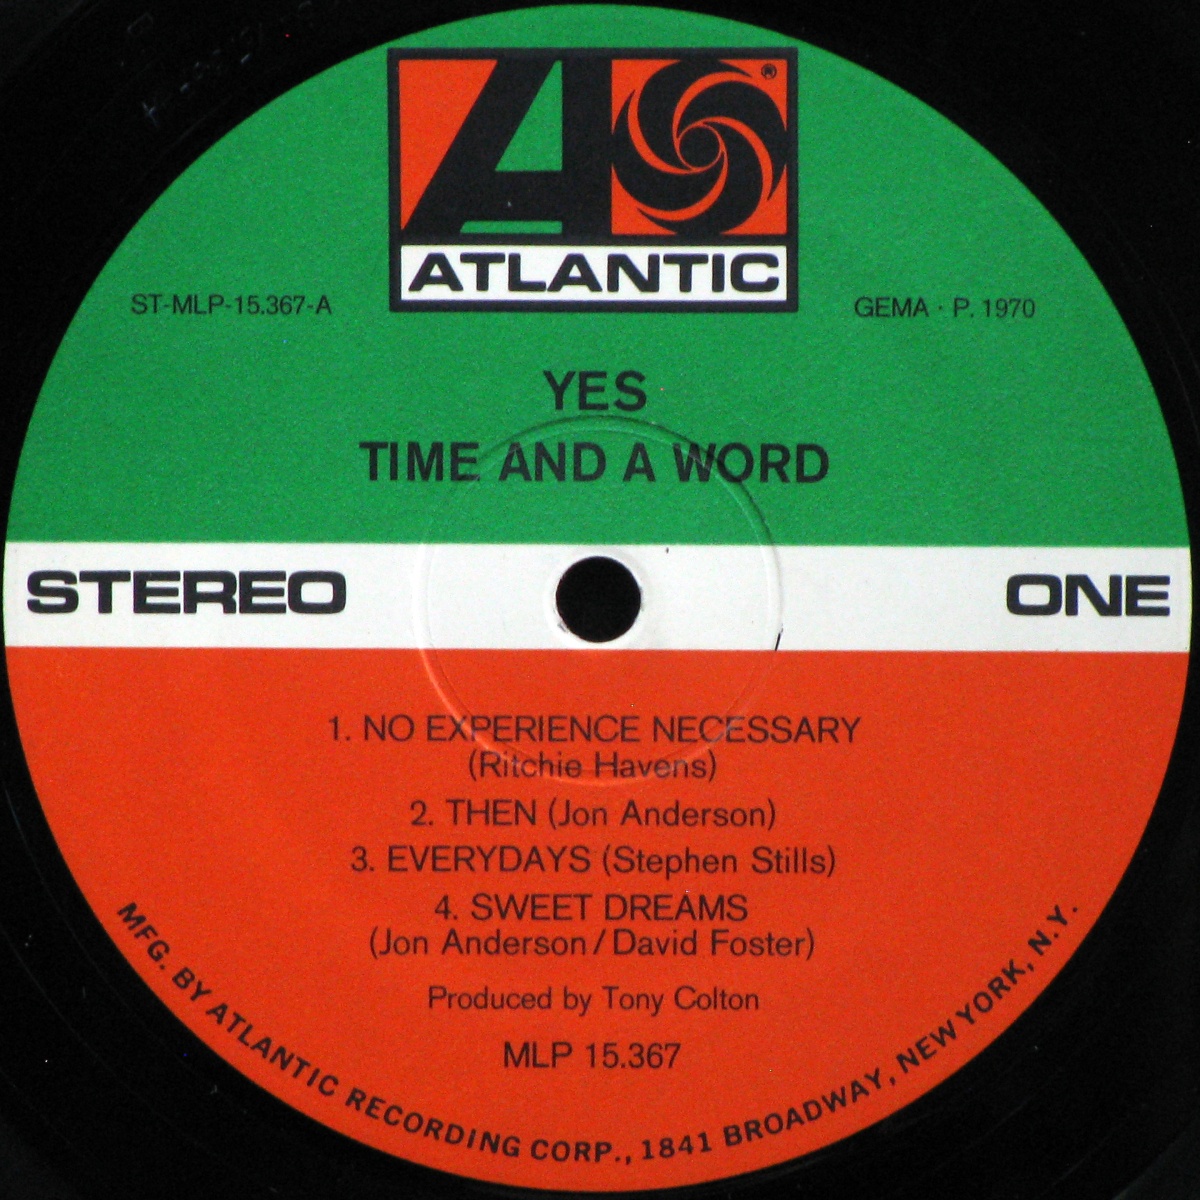 ®
ATLANTIC
ST-MLP-15.367-A
GEMA · P. 1970
YES
TIME AND A WORD
STEREO
ONE
1. NO EXPERIENCE NECESSARY
(Ritchie Havens)
2. THEN (Jon Anderson)
3. EVERYDAYS (Stephen Stills)
4. SWEET DREAMS
(Jon Anderson/David Foster)
Produced by Tony Colton
MLP 15.367
MFG. BY ATLANTIC RECORDING CORP., 1841 BROADWAY, NEW YORK, N.Y.